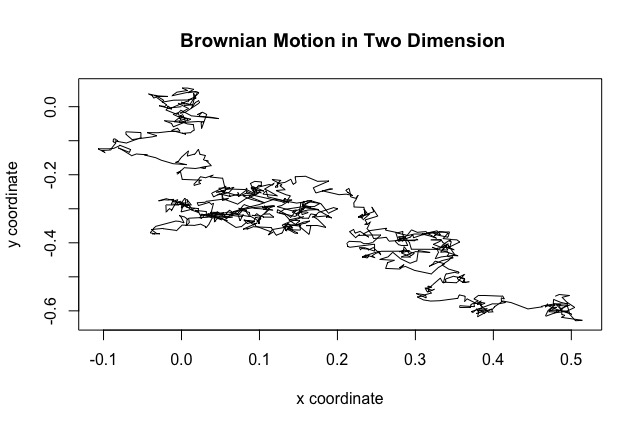 Brownian Motion in Two Dimension
y coordinate
0.0
-0.2
-0.4
-0.6
-0.1 0.0 0.1 0.2 0.3 0.4 0.5
x coordinate